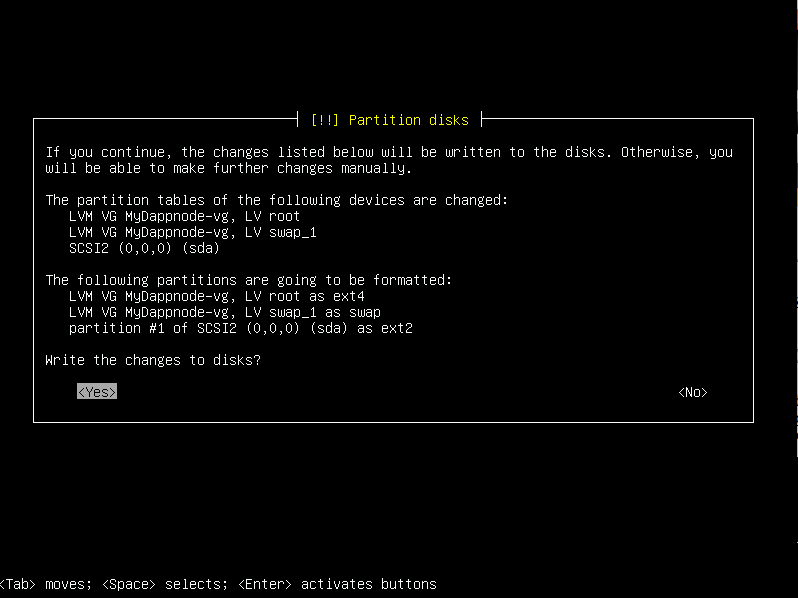 [!!] Partition disks
If you continue, the changes listed below will be written to the disks. Otherwise, you
will be able to make further changes manually.
The partition tables of the following devices are changed:
LVM VG MyDappnode-vg, LV root
LVM VG MyDappnode-vg, LV swap_1
SCSI2 (0,0,0) (sda)
The following partitions are going to be formatted:
LVM VG MyDappnode-vg, LV root as ext4
LVM VG MyDappnode-vg, LV swap_1 as swap
partition #1 of SCSI2 (0,0,0) (sda) as ext2
Write the changes to disks?
<Yes> <No>
<Tab> moves; <Space> selects; <Enter> activates buttons